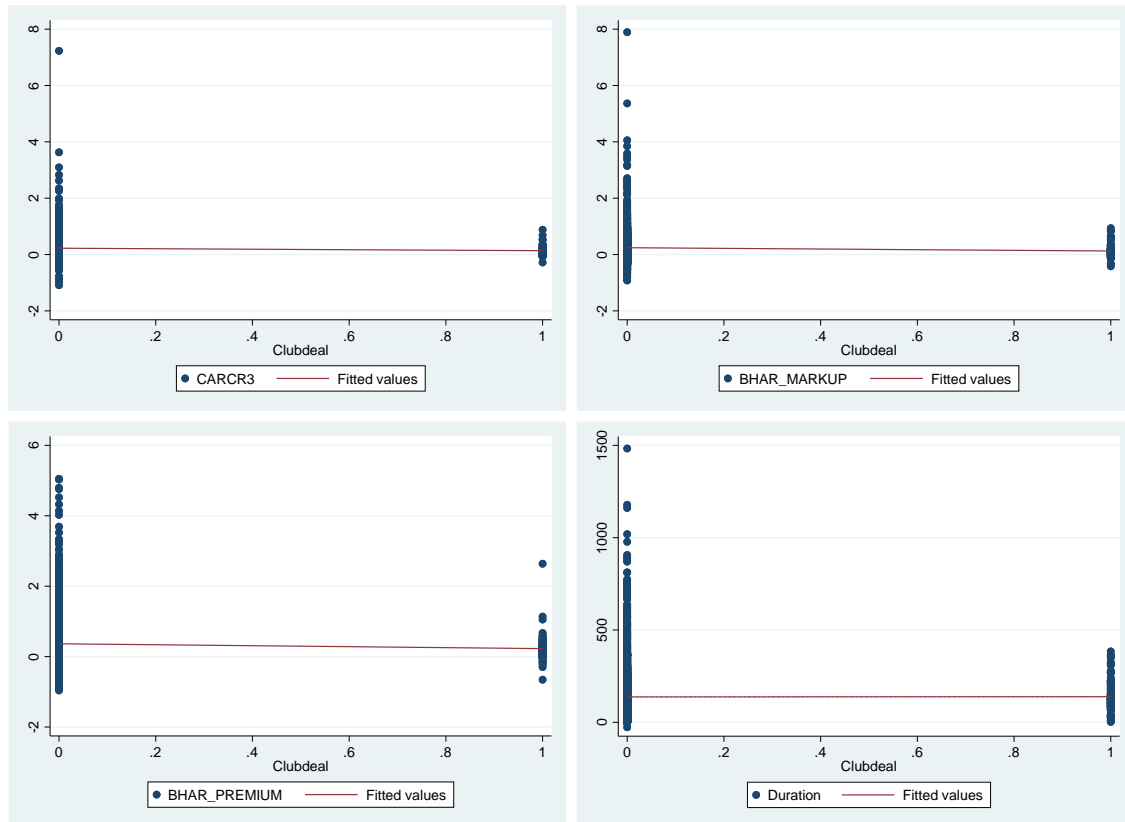 8
6
4
2
0
-2
0 .2 .4 .6 .8 1
Clubdeal
CARCR3 Fitted values
8
6
4
2
0
-2
0 .2 .4 .6 .8 1
Clubdeal
BHAR_MARKUP Fitted values
6
4
2
0
-2
0 .2 .4 .6 .8 1
Clubdeal
BHAR_PREMIUM Fitted values
1500
1000
500
0
0 .2 .4 .6 .8 1
Clubdeal
Duration Fitted values